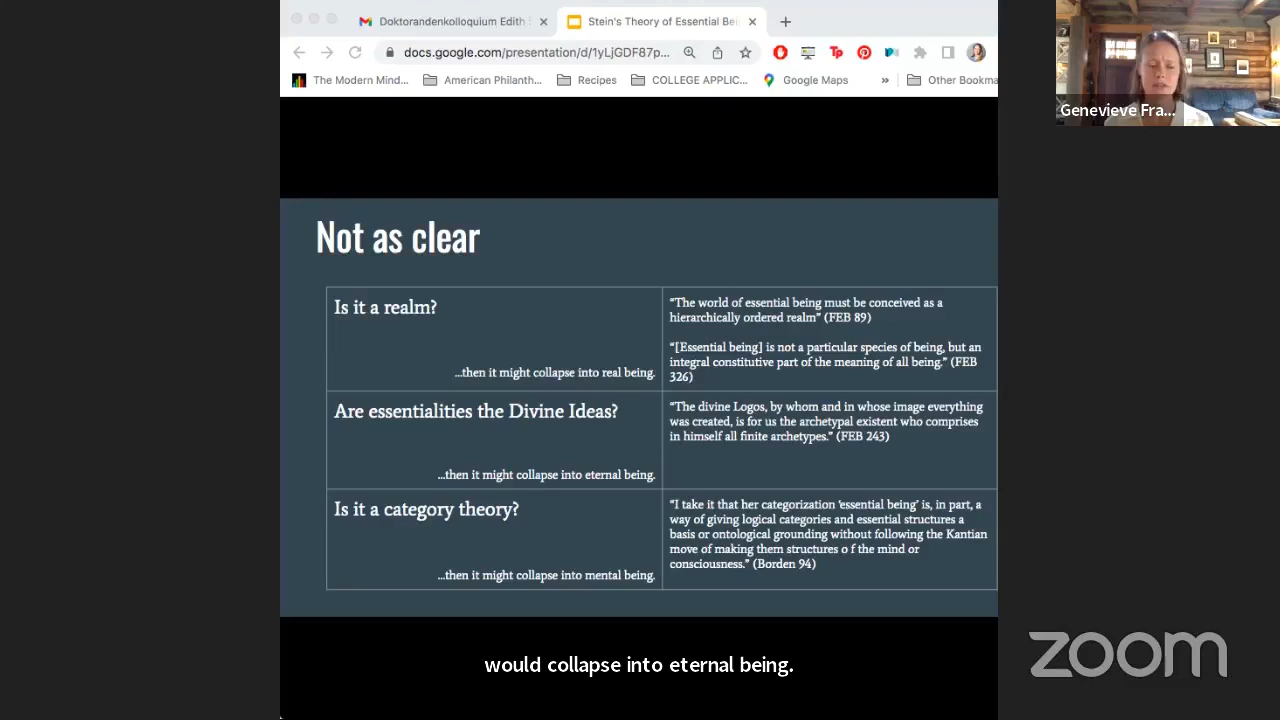 Doktorandenkolloquium Edith
Stein's Theory of Essential Bei
docs.google.com/presentation/d/1yLjGDF87p...
The Modern Mind...
American Philanth...
Recipes
COLLEGE APPLIC...
Google Maps
»
Other Bookma
Genevieve Fra...
Not as clear
Is it a realm?
...then it might collapse into real being.
“The world of essential being must be conceived as a
hierarchically ordered realm” (FEB 89)
“[Essential being] is not a particular species of being, but an
integral constitutive part of the meaning of all being.” (FEB
326)
Are essentialities the Divine Ideas?
...then it might collapse into eternal being.
“The divine Logos, by whom and in whose image everything
was created, is for us the archetypal existent who comprises
in himself all finite archetypes.” (FEB 243)
Is it a category theory?
...then it might collapse into mental being.
“I take it that her categorization ‘essential being’ is, in part, a
way of giving logical categories and essential structures a
basis or ontological grounding without following the Kantian
move of making them structures o f the mind or
consciousness.” (Borden 94)
would collapse into eternal being.
zoom